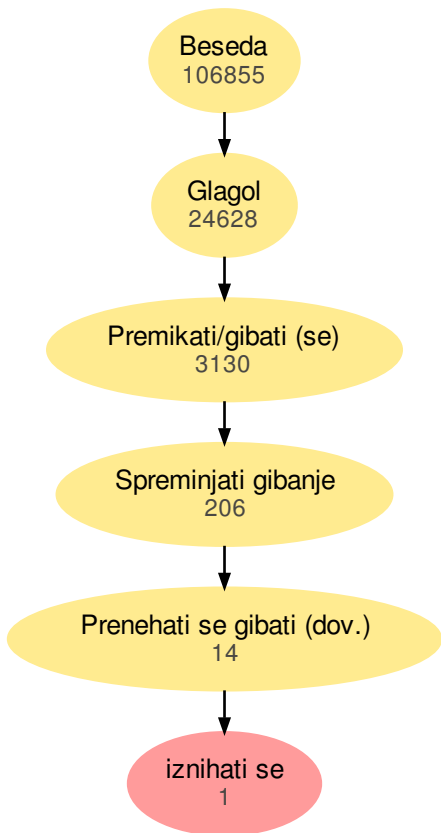 Beseda
106855
Glagol
24628
Premikati/gibati (se)
3130
Spreminjati gibanje
206
Prenehati se gibati (dov.)
14
iznihati se
1